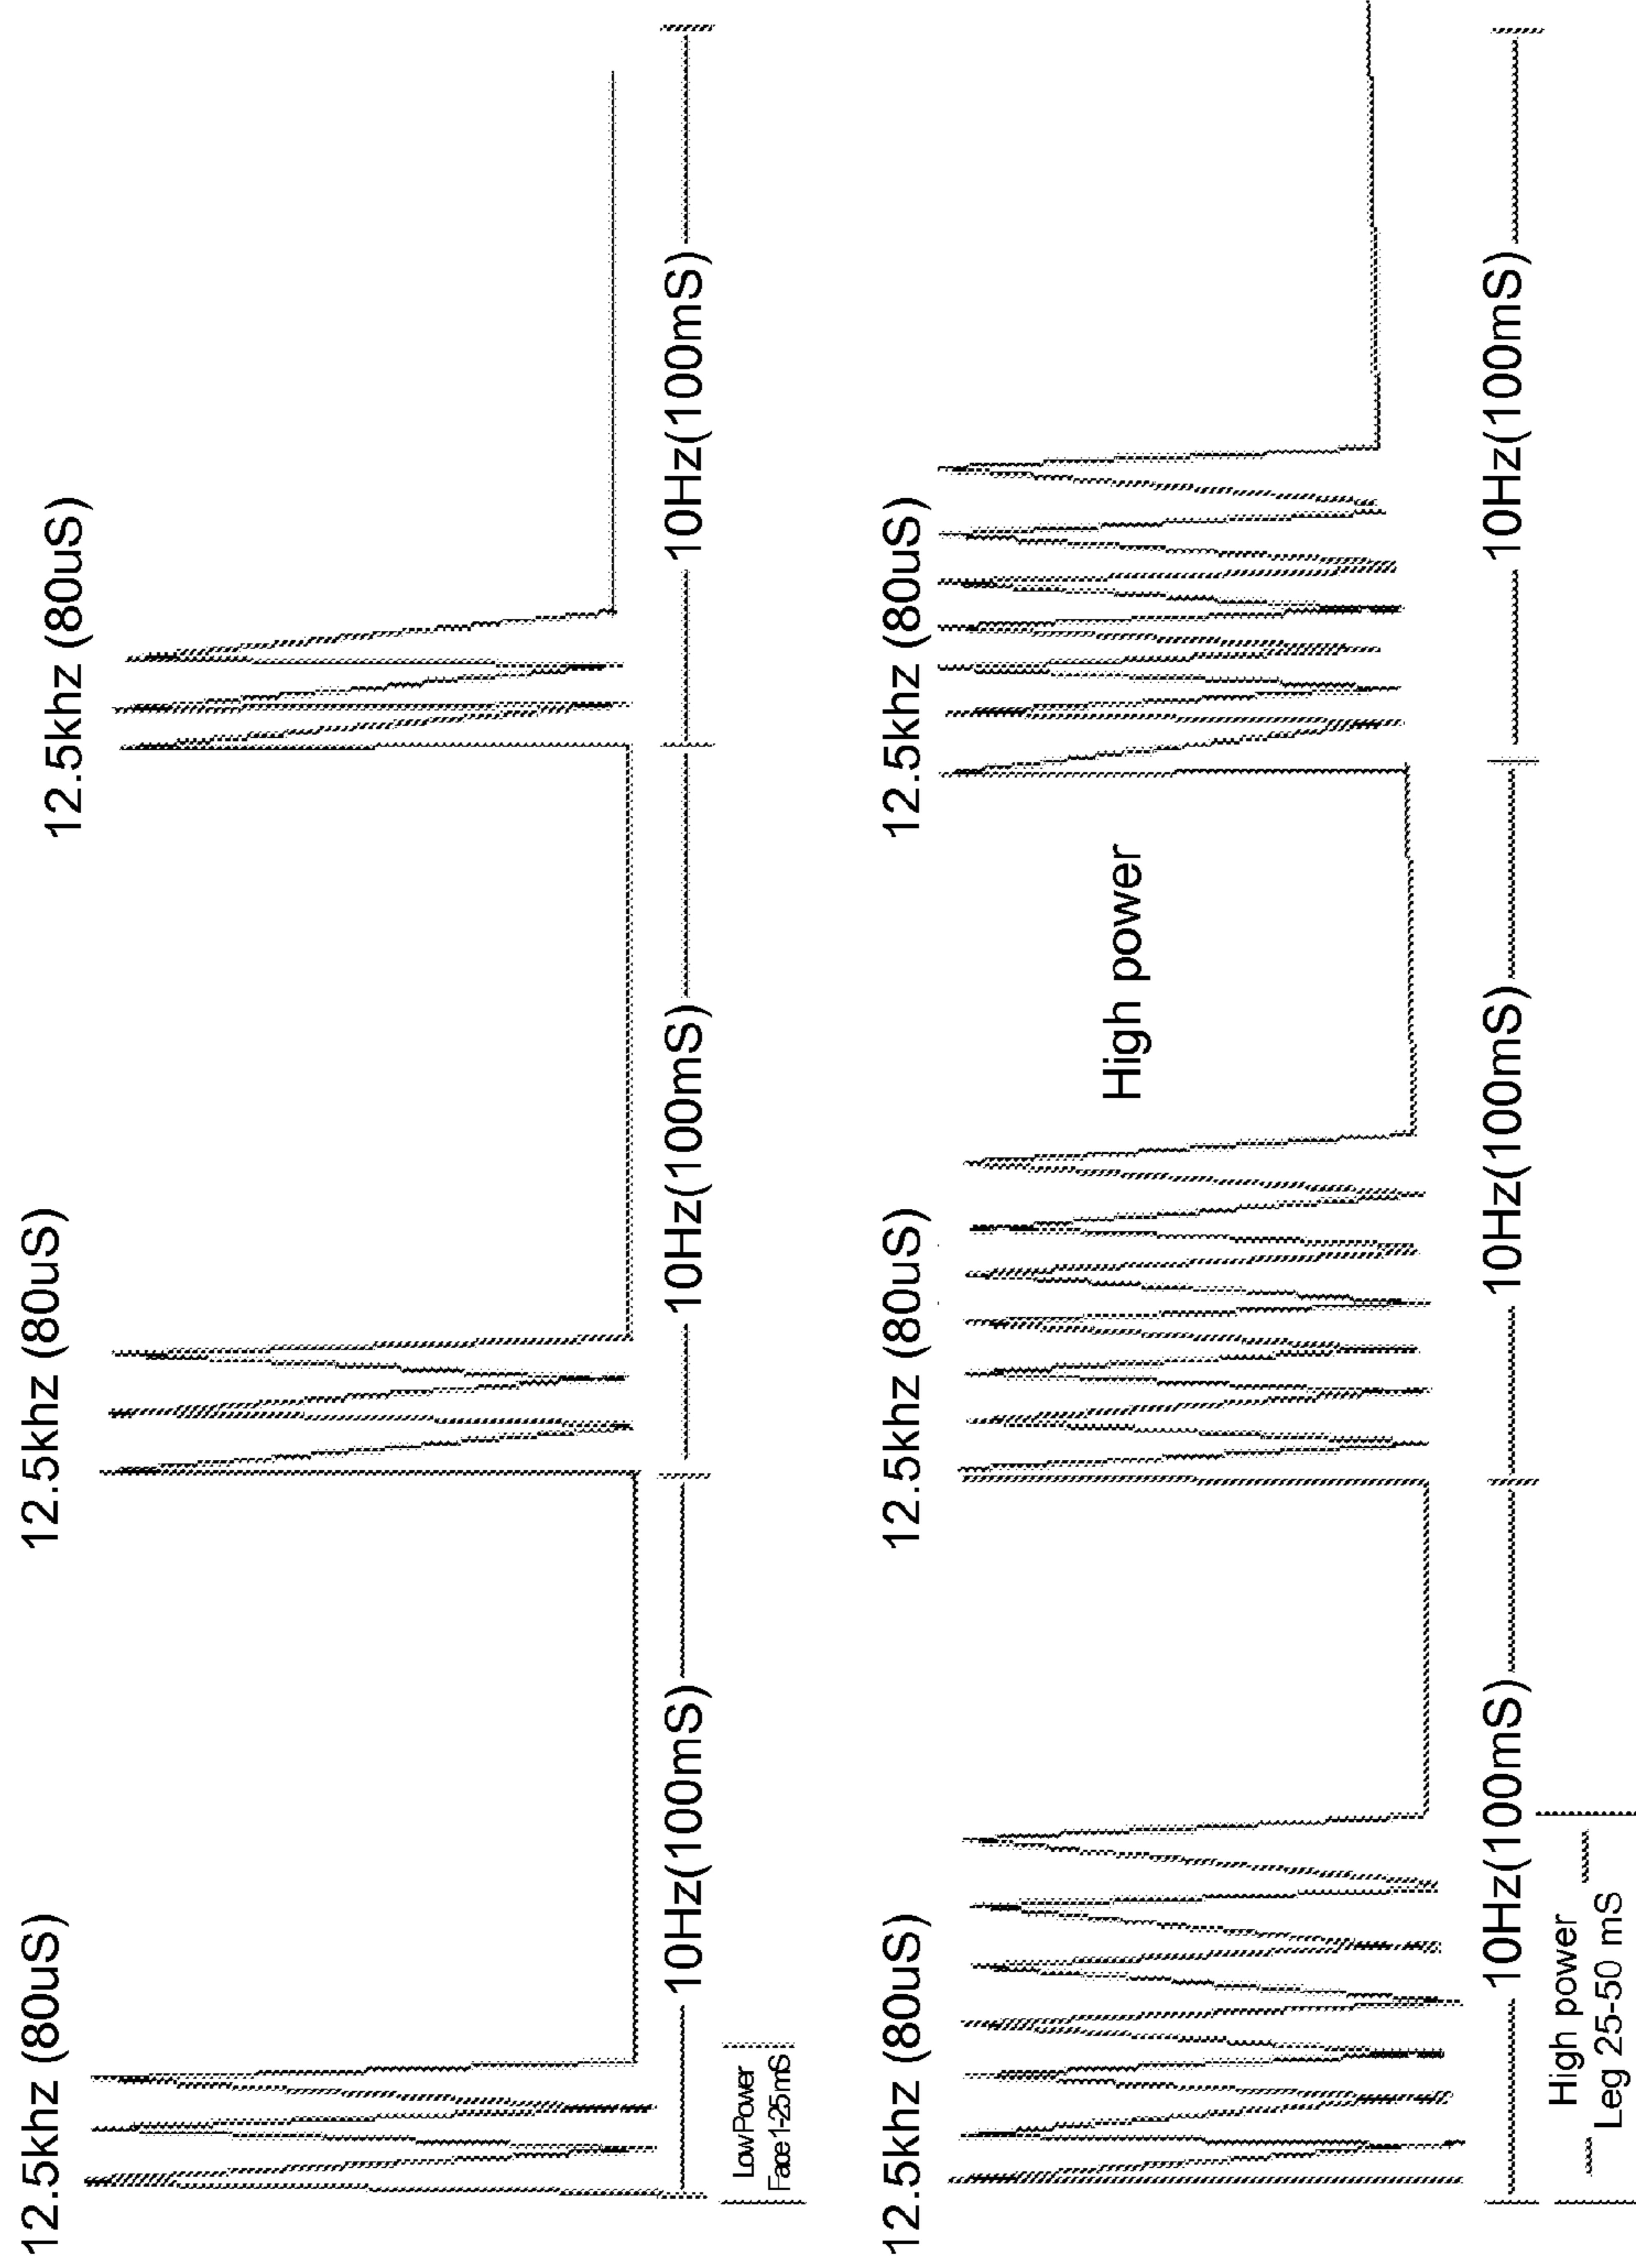 12.5khz (80uS)
12.5khz (80uS)
12.5khz (80uS)
10Hz(100mS)
10Hz(100mS)
10Hz(100mS)
Low Power
Face 1-25mS
12.5khz (80uS)
12.5khz (80uS)
12.5khz (80uS)
High power
10Hz(100mS)
10Hz(100mS)
10Hz(100mS)
High power
Leg 25-50 mS